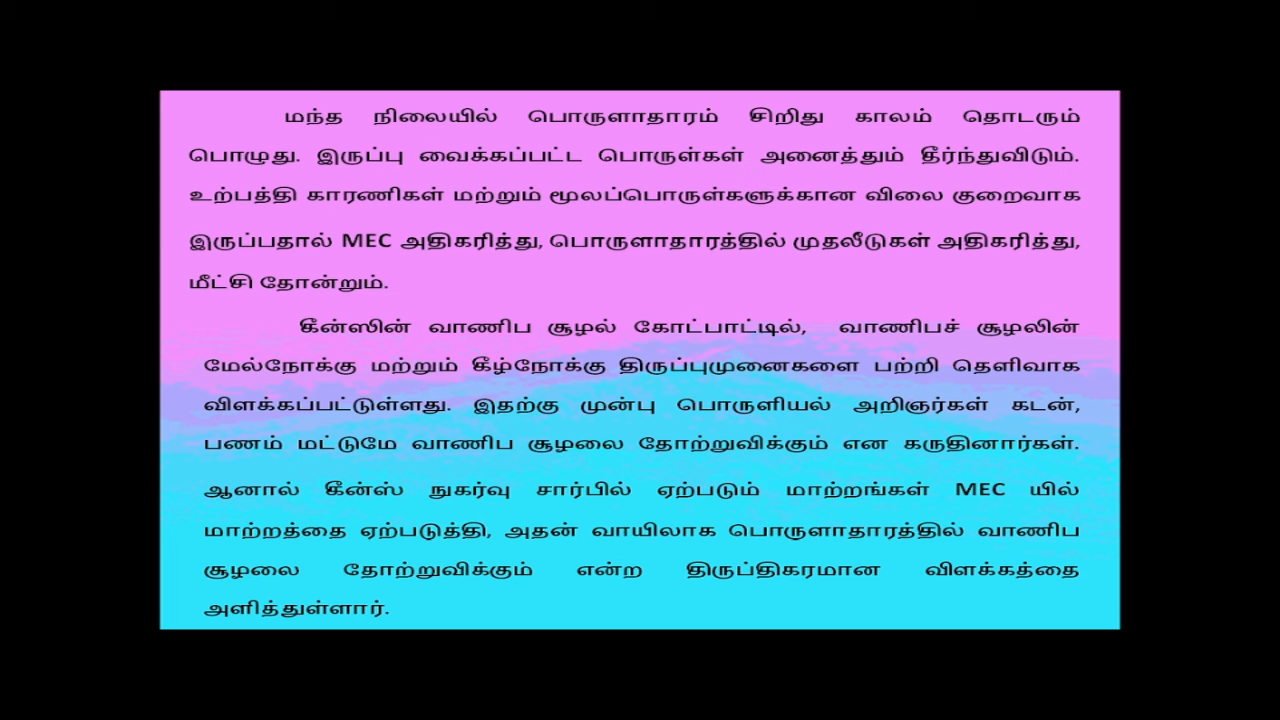 மந்த நிலையில் பொருளாதாரம் சிறிது காலம் தொடரும்
பொழுது. இருப்பு வைக்கப்பட்ட பொருள்கள் அனைத்தும் தீர்ந்துவிடும்.
உற்பத்தி காரணிகள் மற்றும் மூலப்பொருள்களுக்கான விலை குறைவாக
இருப்பதால் MEC அதிகரித்து, பொருளாதாரத்தில் முதலீடுகள் அதிகரித்து,
மீட்சி தோன்றும்.
கீன்ஸின் வாணிப சூழல் கோட்பாட்டில், வாணிபச் சூழலின்
மேல்நோக்கு மற்றும் கீழ்நோக்கு திருப்புமுனைகளை பற்றி தெளிவாக
விளக்கப்பட்டுள்ளது. இதற்கு முன்பு பொருளியல் அறிஞர்கள் கடன்,
பணம் மட்டுமே வாணிப சூழலை தோற்றுவிக்கும் என கருதினார்கள்.
ஆனால் கீன்ஸ் நுகர்வு சார்பில் ஏற்படும் மாற்றங்கள் MEC யில்
மாற்றத்தை ஏற்படுத்தி, அதன் வாயிலாக பொருளாதாரத்தில் வாணிப
சூழலை தோற்றுவிக்கும் என்ற திருப்திகரமான விளக்கத்தை
அளித்துள்ளார்.